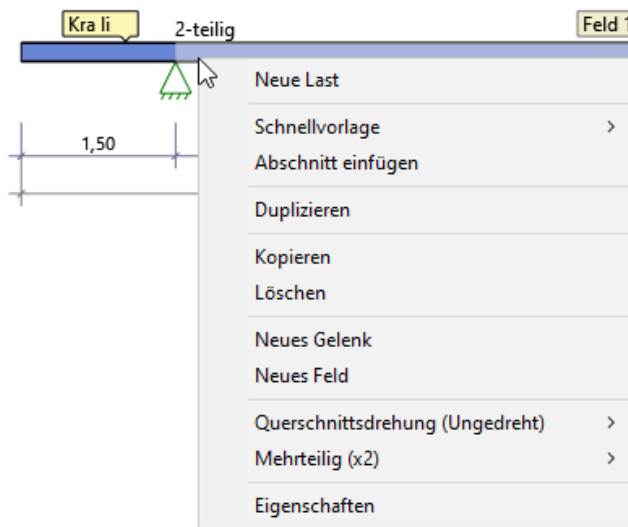 Kra li
2-teilig
Feld 1
1,50
Neue Last
Schnellvorlage
Abschnitt einfügen
Duplizieren
Kopieren
Löschen
Neues Gelenk
Neues Feld
Querschnittsdrehung (Ungedreht)
Mehrteilig (x2)
Eigenschaften